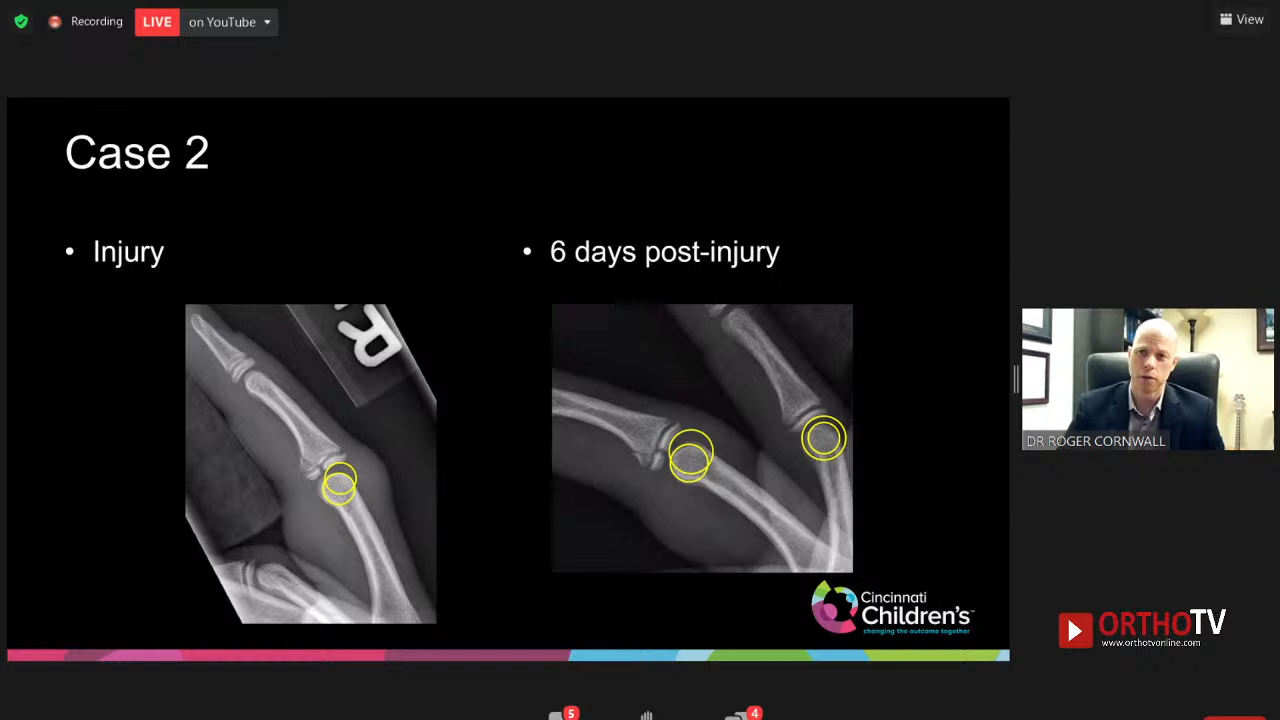 Recording
LIVE on YouTube
View
Case 2
• Injury
• 6 days post-injury
R
DR ROGER CORNWALL
Cincinnati
Children's™
changing the outcome together
ORTHOTV
www.orthotvonline.com
5
4